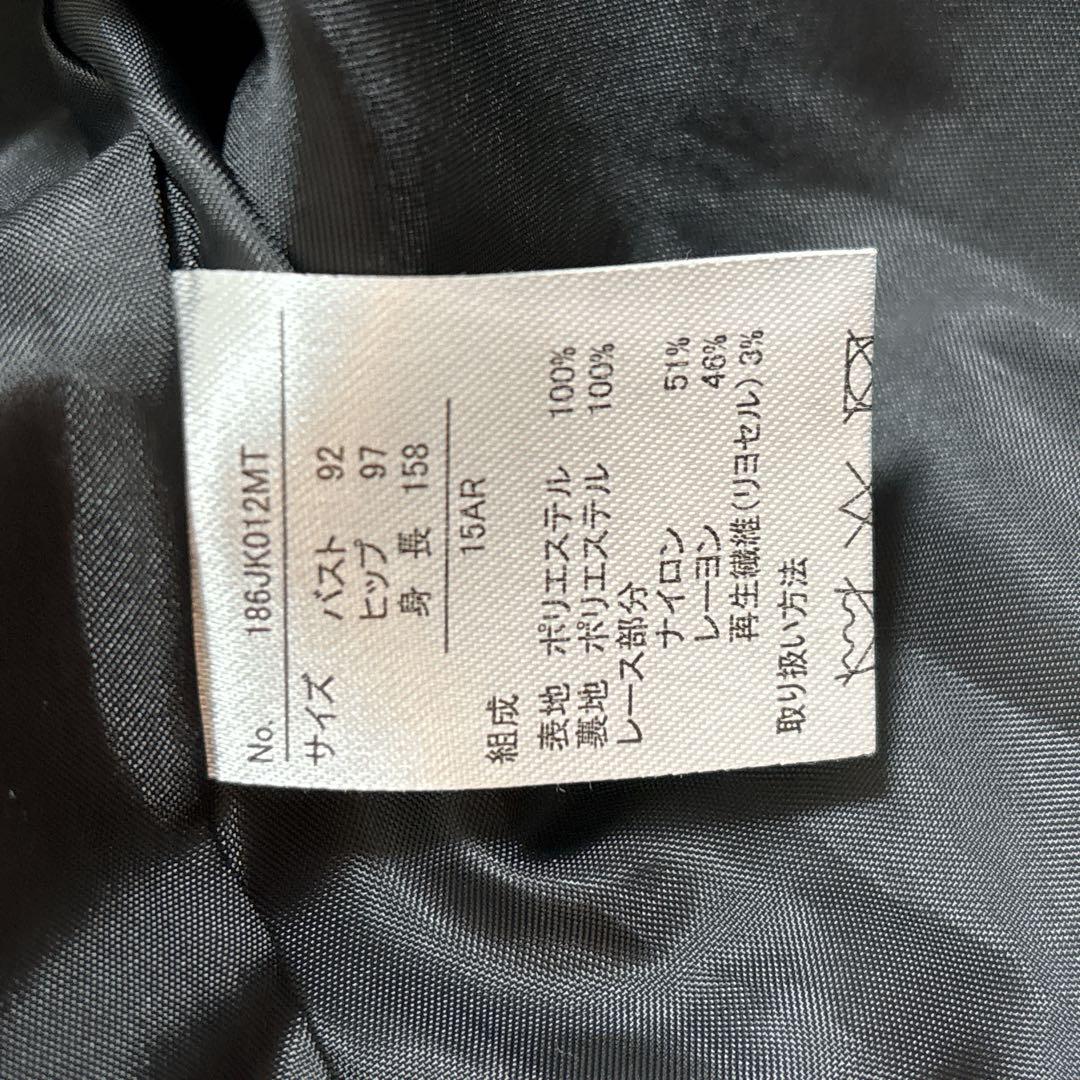 No. 186JK012MT
サイズ バスト 92
ヒップ 97
身長 158
15AR
組成
表地 ポリエステル 100%
裏地 ポリエステル 100%
レース部分
ナイロン 51%
レーヨン 46%
再生繊維(リヨセル) 3%
取り扱い方法